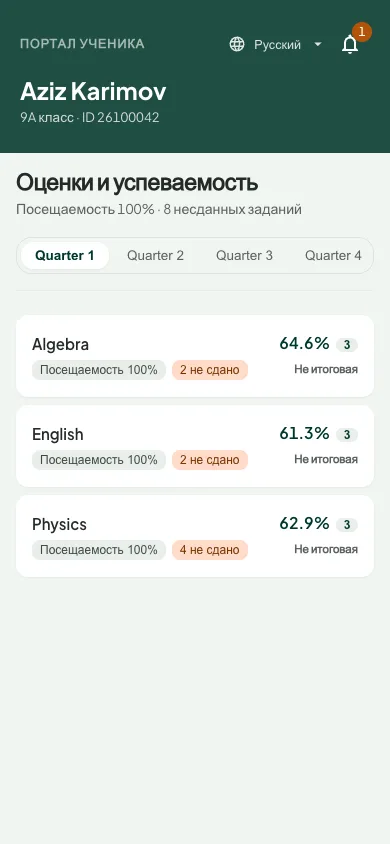 ПОРТАЛ УЧЕНИКА
Русский
1
Aziz Karimov
9A класс · ID 26100042
Оценки и успеваемость
Посещаемость 100% · 8 несданных заданий
Quarter 1 Quarter 2 Quarter 3 Quarter 4
Algebra 64.6% 3
Посещаемость 100% 2 не сдано Не итоговая
English 61.3% 3
Посещаемость 100% 2 не сдано Не итоговая
Physics 62.9% 3
Посещаемость 100% 4 не сдано Не итоговая